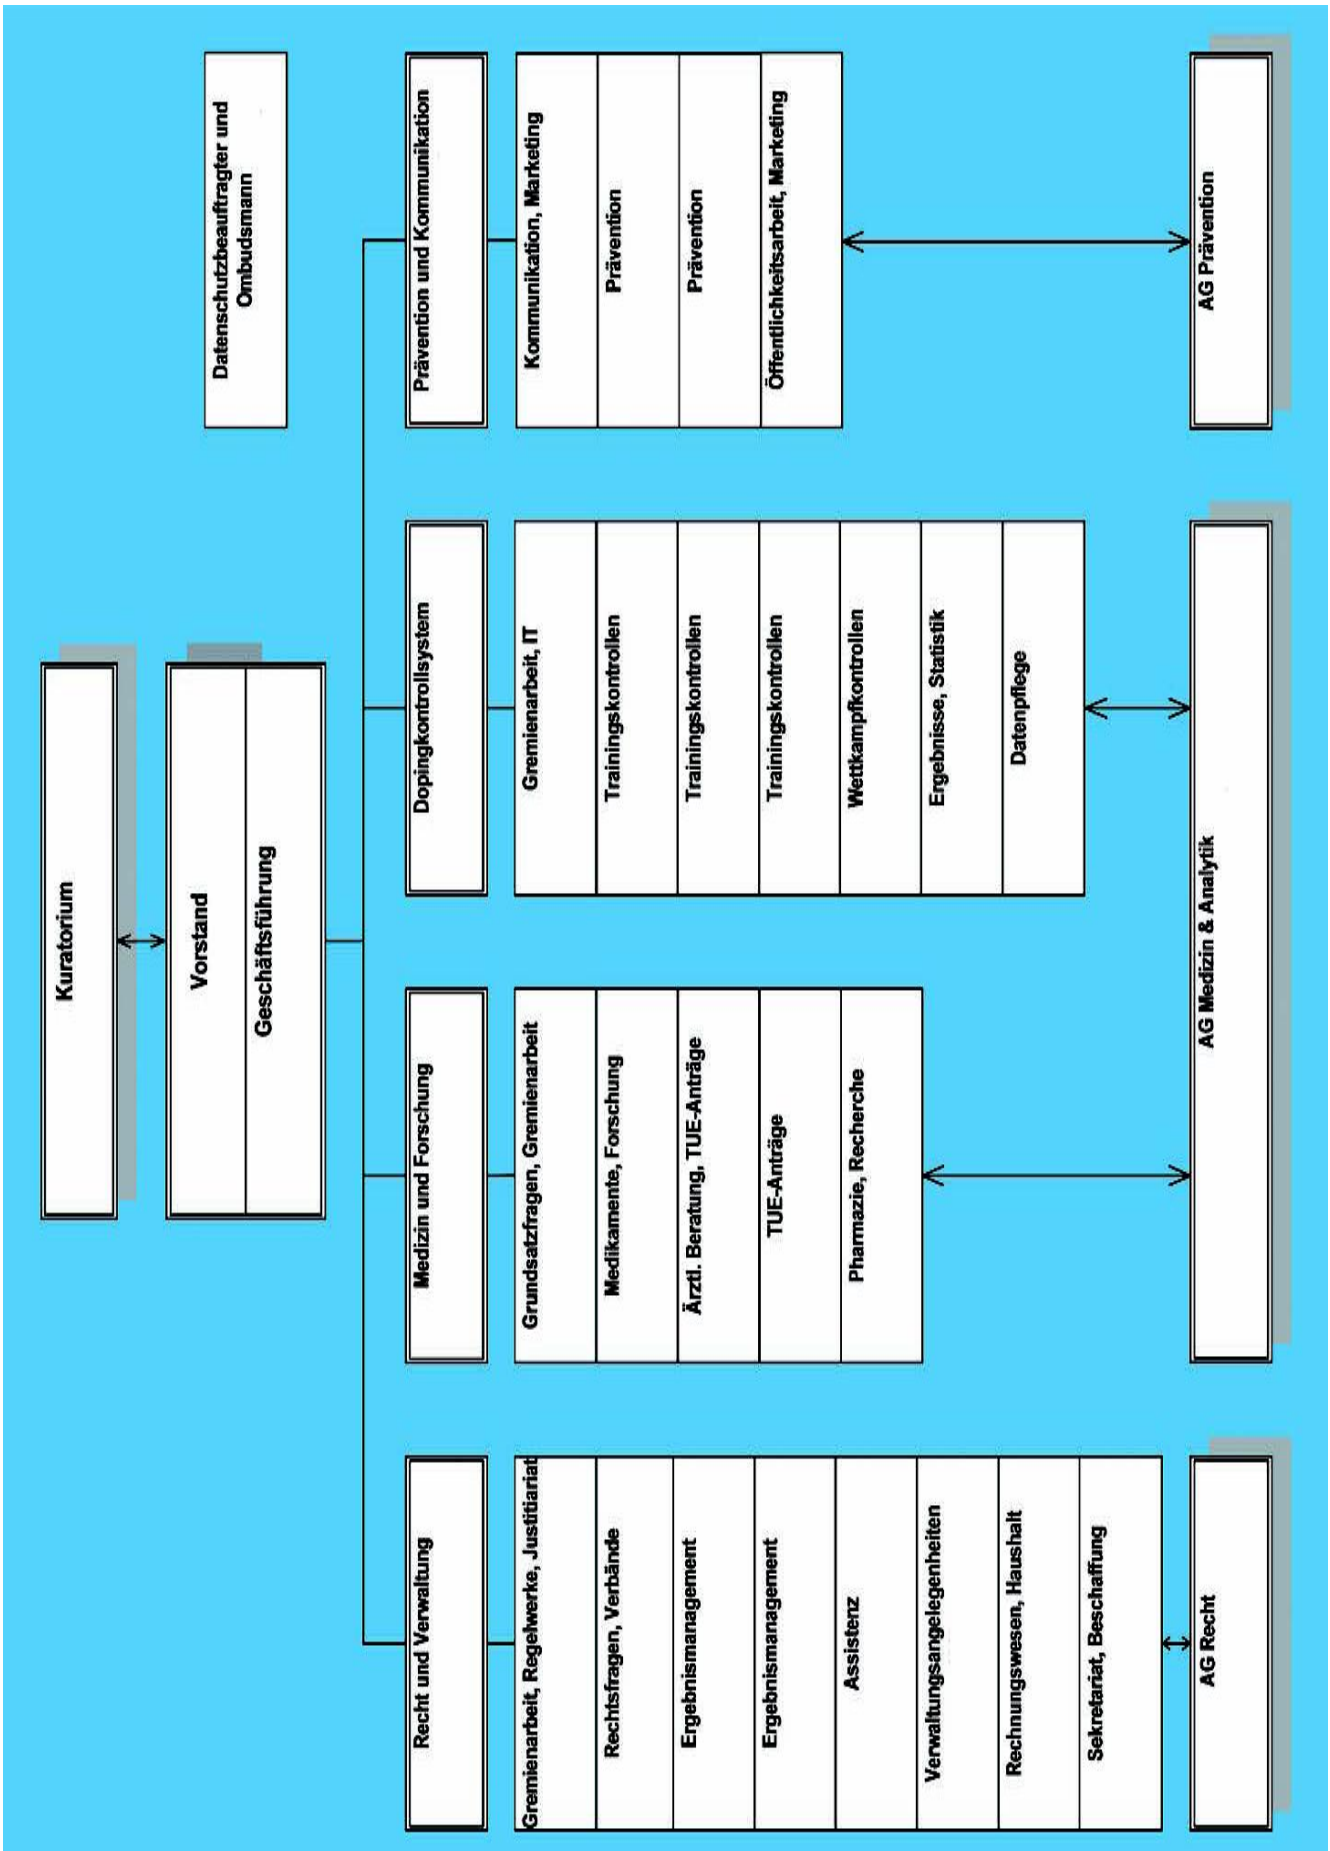 Kuratorium
Vorstand
Geschäftsführung
Datenschutzbeauftragter und
Ombudsmann
Recht und Verwaltung
Gremienarbeit, Regelwerke, Justitiariat
Rechtsfragen, Verbände
Ergebnismanagement
Ergebnismanagement
Assistenz
Verwaltungsangelegenheiten
Rechnungswesen, Haushalt
Sekretariat, Beschaffung
AG Recht
Medizin und Forschung
Grundsatzfragen, Gremienarbeit
Medikamente, Forschung
Ärztl. Beratung, TUE-Anträge
TUE-Anträge
Pharmazie, Recherche
Dopingkontrollsystem
Gremienarbeit, IT
Trainingskontrollen
Trainingskontrollen
Trainingskontrollen
Wettkampfkontrollen
Ergebnisse, Statistik
Datenpflege
AG Medizin & Analytik
Prävention und Kommunikation
Kommunikation, Marketing
Prävention
Prävention
Öffentlichkeitsarbeit, Marketing
AG Prävention